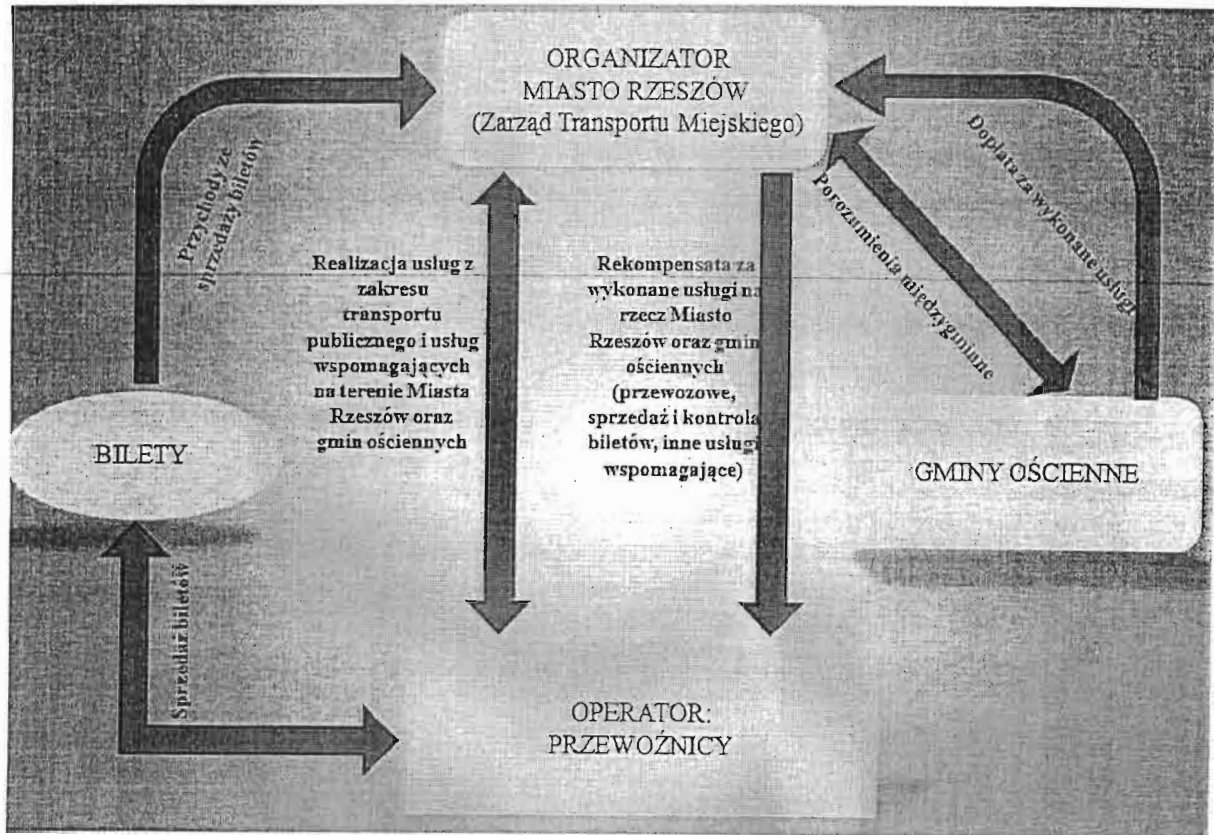 ORGANIZATOR
MIASTO RZESZÓW
(Zarząd Transportu Miejskiego)
Przychody ze
sprzedaży biletów
Dopłata za wykonane usługi
Porozumienia międzygminne
Realizacja usług z
zakresu
transportu
publicznego i usług
wspomagających
na terenie Miasta
Rzeszów oraz
gmin ościennych
Rekompensata za
wykonane usługi na
rzecz Miasto
Rzeszów oraz gmin
ościennych
(przewozowe,
sprzedaż i kontrola
biletów, inne usługi
wspomagające)
BILETY
GMINY OŚCIENNE
Sprzedaż biletów
OPERATOR:
PRZEWOŹNICY